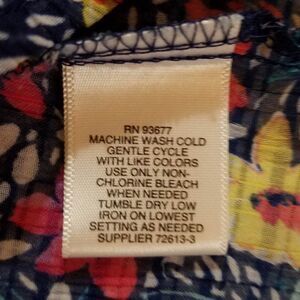 RN 93677
MACHINE WASH COLD
GENTLE CYCLE
WITH LIKE COLORS
USE ONLY NON-
CHLORINE BLEACH
WHEN NEEDED
TUMBLE DRY LOW
IRON ON LOWEST
SETTING AS NEEDED
SUPPLIER 72613-3